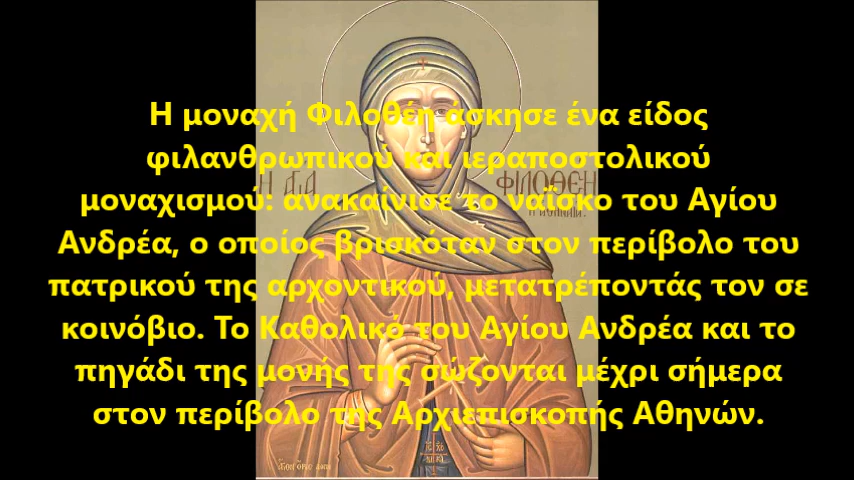 Η μοναχή Φιλοθέη άσκησε ένα είδος
φιλανθρωπικού και ιεραποστολικού
μοναχισμού: ανακαίνισε το ναΐσκο του Αγίου
Ανδρέα, ο οποίος βρισκόταν στον περίβολο του
πατρικού της αρχοντικού, μετατρέποντάς τον σε
κοινόβιο. Το Καθολικό του Αγίου Ανδρέα και το
πηγάδι της μονής της σώζονται μέχρι σήμερα
στον περίβολο της Αρχιεπισκοπής Αθηνών.
Η ΑΓΙΑ ΦΙΛΟΘΕΗ